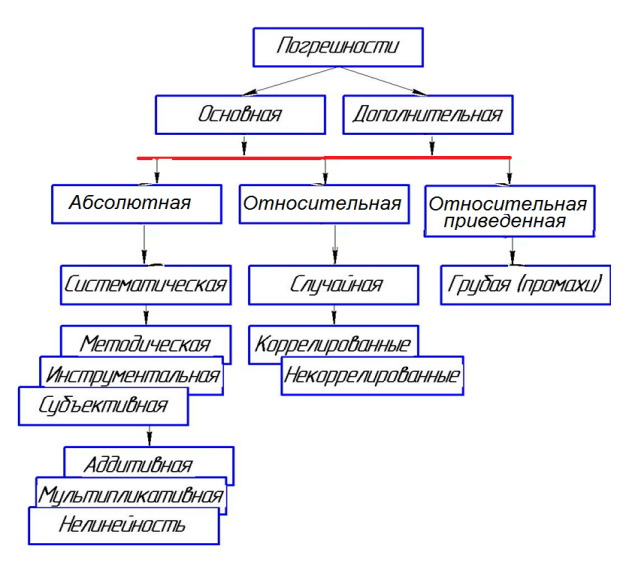 Погрешности
Основная
Дополнительная
Абсолютная
Относительная
Относительная
приведенная
Систематическая
Случайная
Грубая (промахи)
Методическая
Коррелированные
Инструментальная
Некоррелированные
Субъективная
Аддитивная
Мультипликативная
Нелинейность